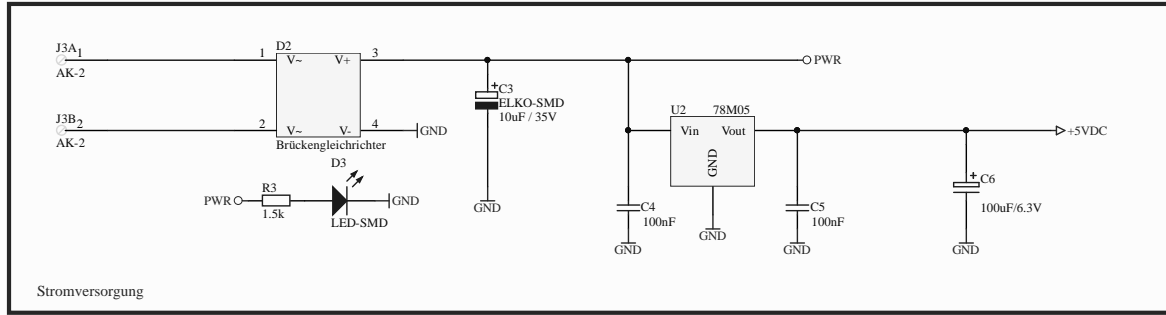 J3A 1
AK-2
D2
1 V~ V+ 3
PWR
C3
ELKO-SMD
10uF / 35V
U2 78M05
J3B 2
AK-2
2 V~ V- 4
GND
Brückengleichrichter
Vin Vout
GND
+5VDC
D3
PWR
R3
1.5k
GND
LED-SMD
GND
C4
100nF
GND
GND
C5
100nF
GND
C6
100uF/6.3V
GND
Stromversorgung